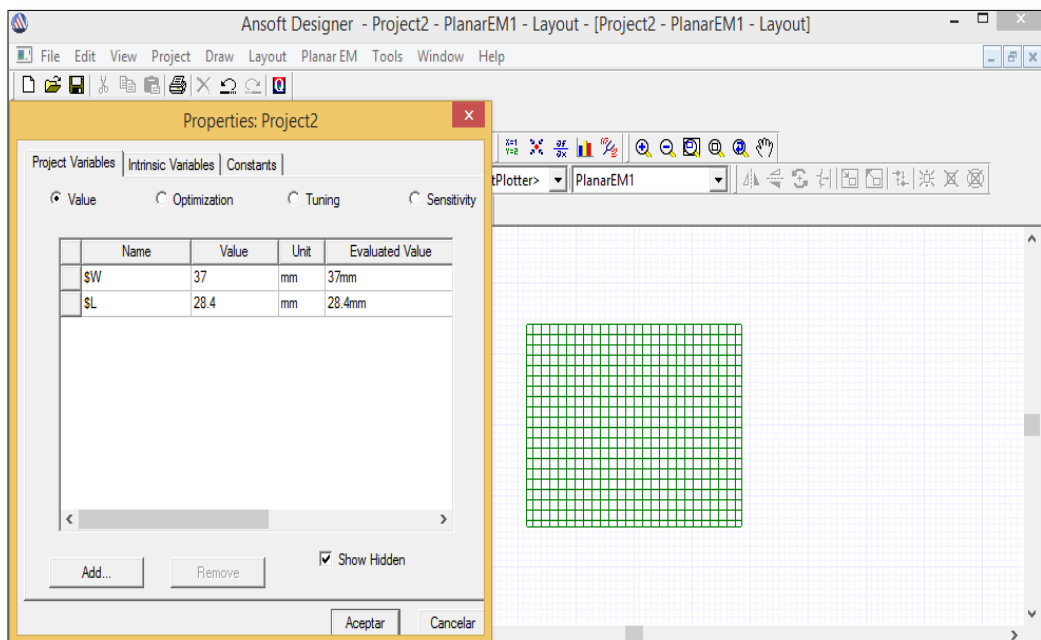 Ansoft Designer - Project2 - PlanarEM1 - Layout - [Project2 - PlanarEM1 - Layout]
File Edit View Project Draw Layout Planar EM Tools Window Help
Properties: Project2
Project Variables Intrinsic Variables Constants
Value Optimization Tuning Sensitivity
Name Value Unit Evaluated Value
$W 37 mm 37mm
$L 28.4 mm 28.4mm
Show Hidden
Add... Remove
Aceptar Cancelar
X=1
Y=2
tPlotter> PlanarEM1